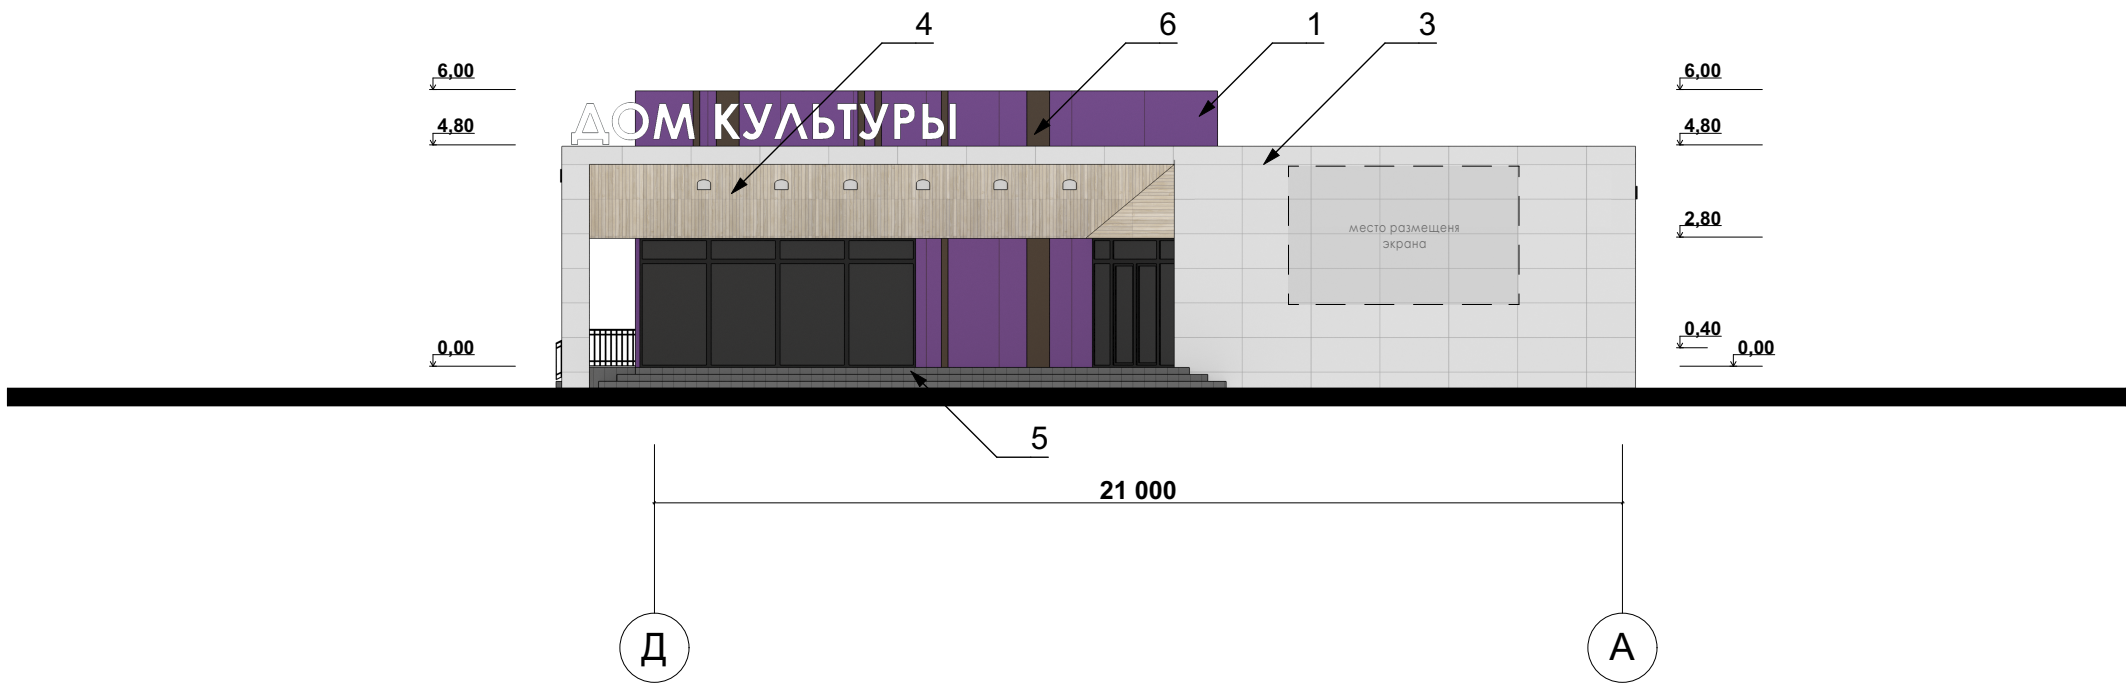 4
6
1
3
6,00
6,00
ДОМ КУЛЬТУРЫ
4,80
4,80
место размещеня
экрана
2,80
0,00
0,40
0,00
5
21 000
Д
А